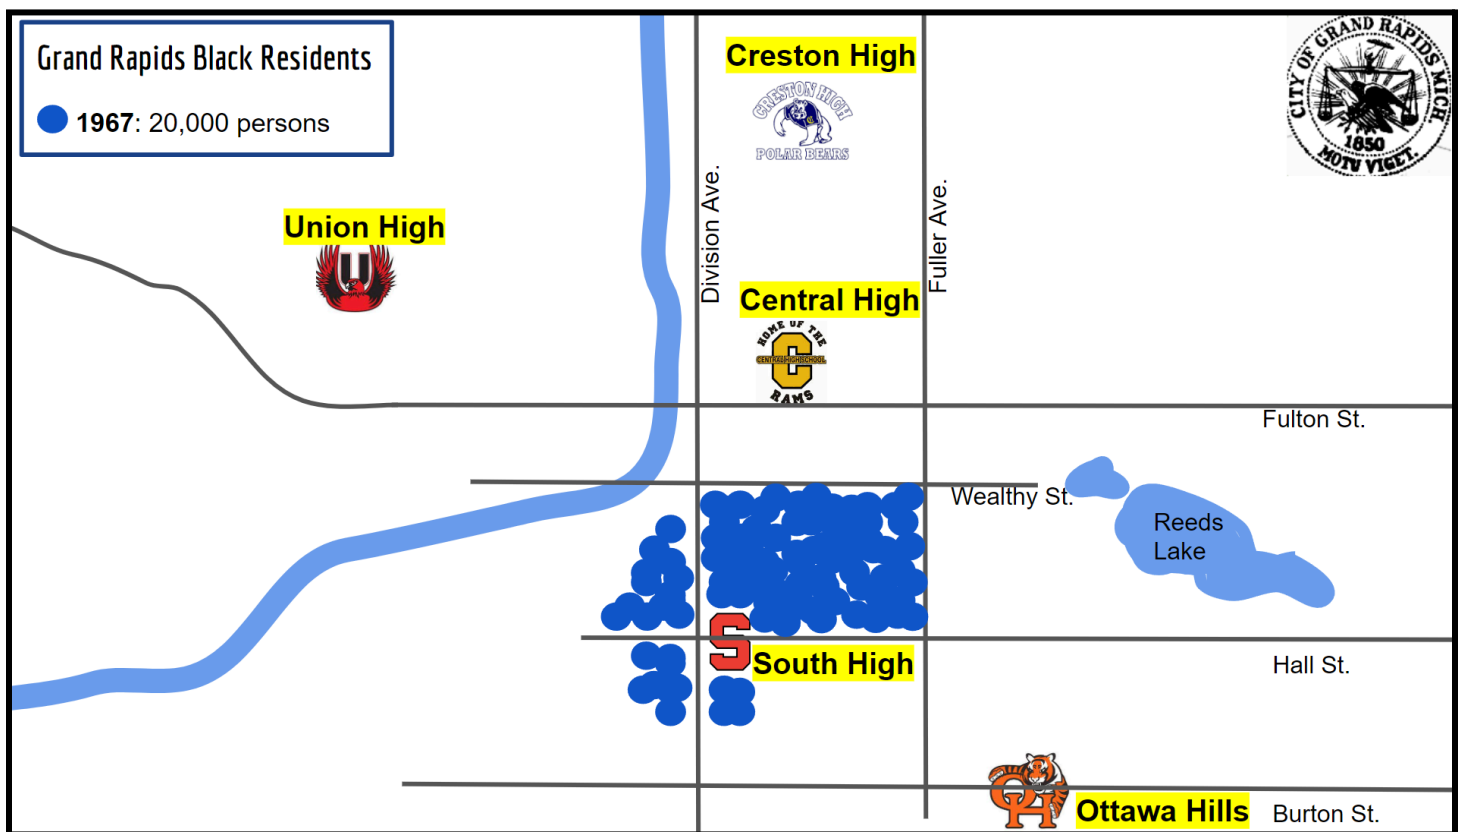 Grand Rapids Black Residents
1967: 20,000 persons
Creston High
CRESTON HIGH
POLAR BEARS
CITY OF GRAND RAPIDS MICH
1850
MOTU VIGET.
Union High
U
Division Ave.
Fuller Ave.
Central High
HOME OF THE
C
CENTRAL HIGH SCHOOL
RAMS
Fulton St.
Wealthy St.
Reeds
Lake
S
South High
Hall St.
OH
Ottawa Hills
Burton St.